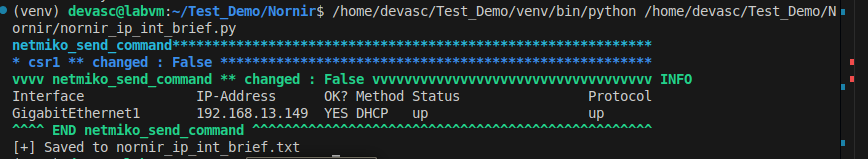 (venv) devasc@labvm:~/Test_Demo/Nornir$ /home/devasc/Test_Demo/venv/bin/python /home/devasc/Test_Demo/N
ornir/nornir_ip_int_brief.py
netmiko_send_command************************************************************
* csr1 ** changed : False ******************************************************
vvvv netmiko_send_command ** changed : False vvvvvvvvvvvvvvvvvvvvvvvvvvvvvvvvvvv INFO
Interface              IP-Address      OK? Method Status                Protocol
GigabitEthernet1       192.168.13.149  YES DHCP   up                    up
^^^^ END netmiko_send_command ^^^^^^^^^^^^^^^^^^^^^^^^^^^^^^^^^^^^^^^^^^^^^^^^^^
[+] Saved to nornir_ip_int_brief.txt